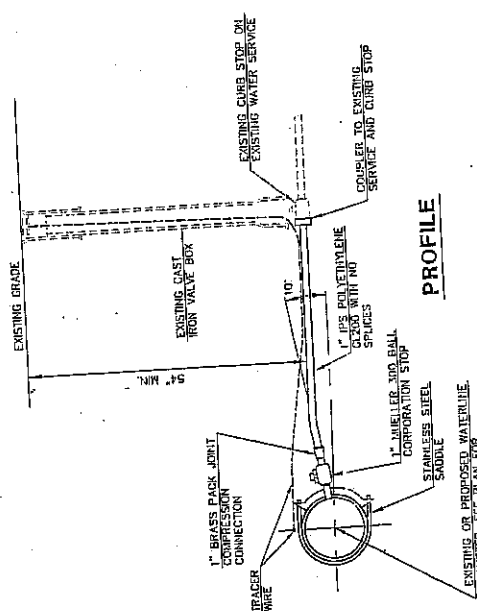 EXISTING GRADE
54" MIN.
EXISTING CAST
IRON VALVE BOX
EXISTING CURB STOP ON
EXISTING WATER SERVICE
COUPLER TO EXISTING
SERVICE AND CURB STOP
10°
1" IPS POLYETHYLENE
CL200 WITH NO
SPLICES
1" BRASS PACK JOINT
COMPRESSION
CONNECTION
TRACER
WIRE
1" MUELLER 300 BALL
CORPORATION STOP
STAINLESS STEEL
SADDLE
EXISTING OR PROPOSED WATERLINE
PROFILE